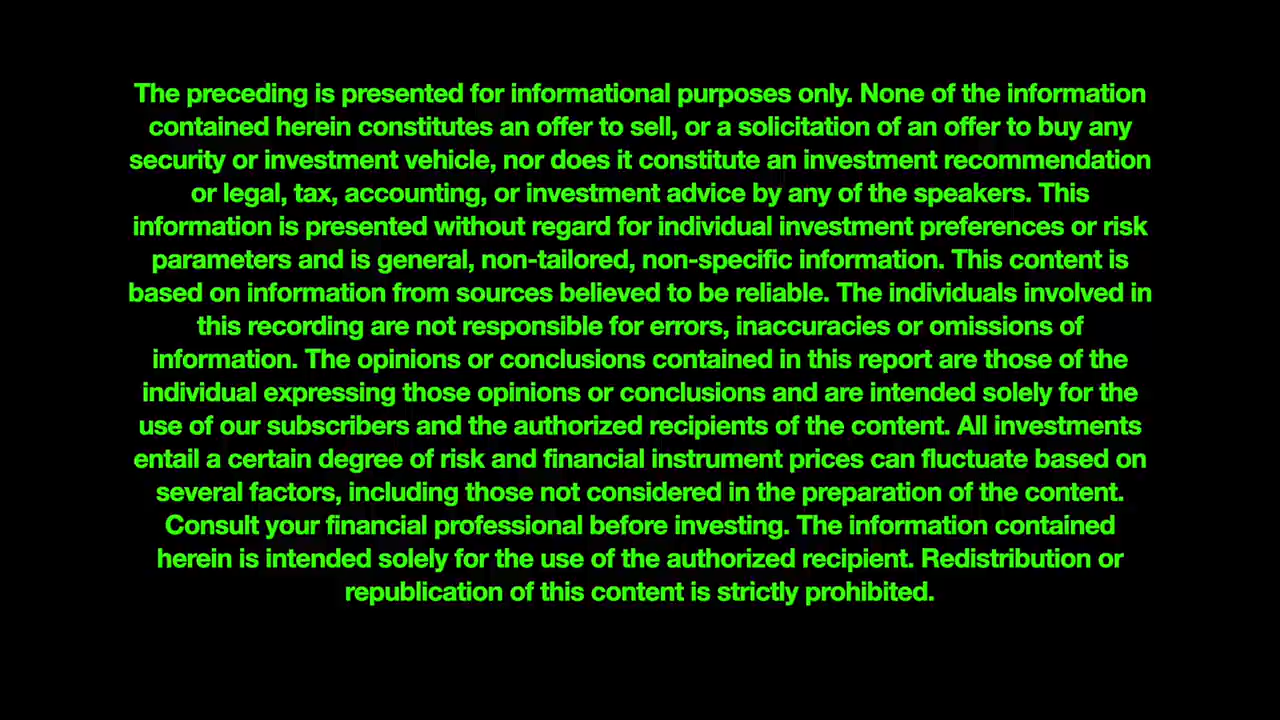 The preceding is presented for informational purposes only. None of the information
contained herein constitutes an offer to sell, or a solicitation of an offer to buy any
security or investment vehicle, nor does it constitute an investment recommendation
or legal, tax, accounting, or investment advice by any of the speakers. This
information is presented without regard for individual investment preferences or risk
parameters and is general, non-tailored, non-specific information. This content is
based on information from sources believed to be reliable. The individuals involved in
this recording are not responsible for errors, inaccuracies or omissions of
information. The opinions or conclusions contained in this report are those of the
individual expressing those opinions or conclusions and are intended solely for the
use of our subscribers and the authorized recipients of the content. All investments
entail a certain degree of risk and financial instrument prices can fluctuate based on
several factors, including those not considered in the preparation of the content.
Consult your financial professional before investing. The information contained
herein is intended solely for the use of the authorized recipient. Redistribution or
republication of this content is strictly prohibited.